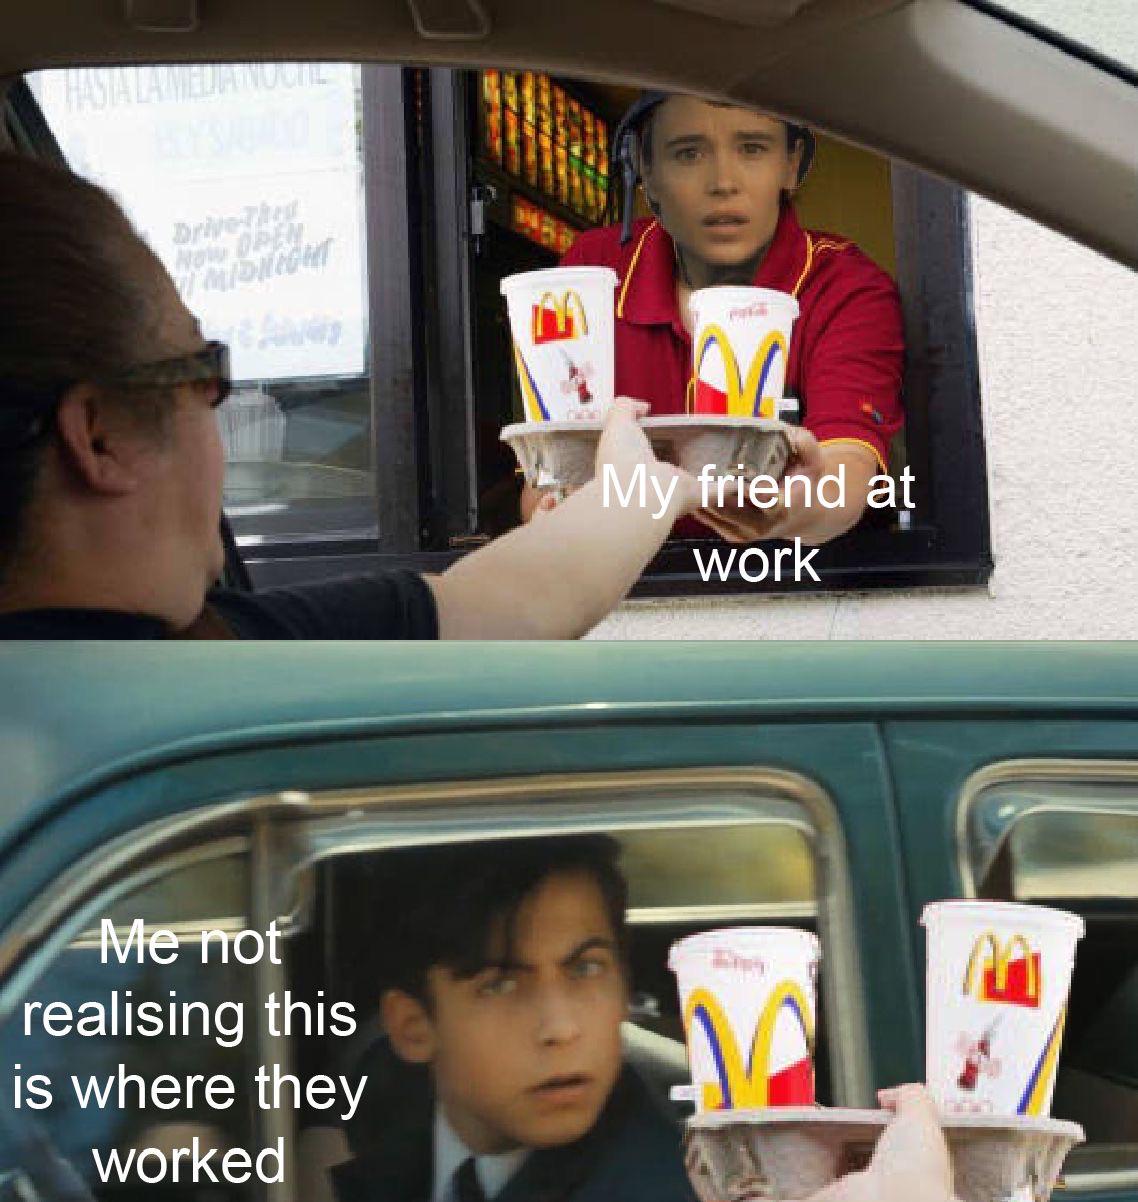 HASTA LA MEDIA NOCHE
Drive-Thru
NOW OPEN
MIDNIGHT
My friend at
work
Me not
realising this
is where they
worked